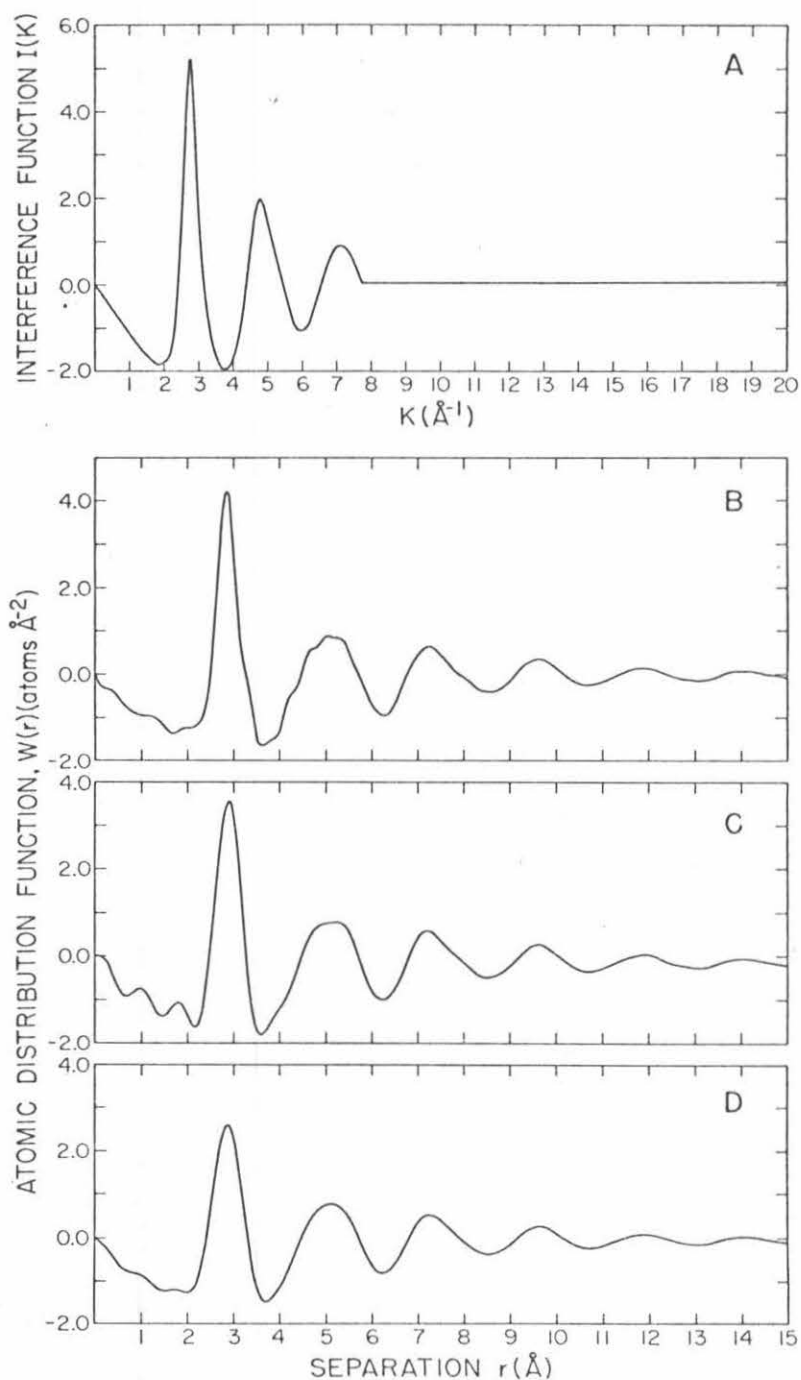 INTERFERENCE FUNCTION I(K)
6.0
4.0
2.0
0.0
-2.0
A
1 2 3 4 5 6 7 8 9 10 11 12 13 14 15 16 17 18 19 20
K(Å⁻¹)
ATOMIC DISTRIBUTION FUNCTION, W(r)(atoms Å⁻²)
4.0
2.0
0.0
-2.0
B
4.0
2.0
0.0
-2.0
C
4.0
2.0
0.0
-2.0
D
1 2 3 4 5 6 7 8 9 10 11 12 13 14 15
SEPARATION r(Å)